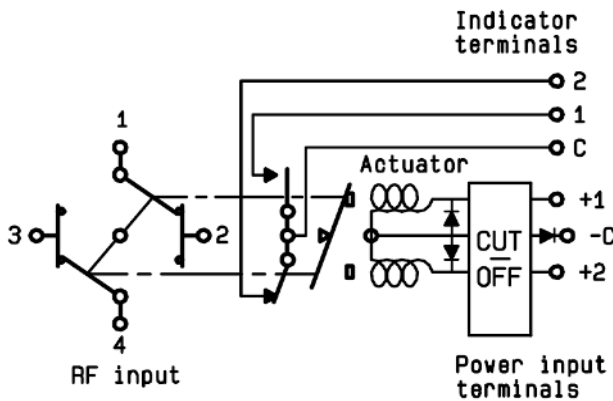 Indicator
terminals
2
1
1
C
Actuator
+1
3
2
CUT
OFF
-C
+2
4
RF input
Power input
terminals